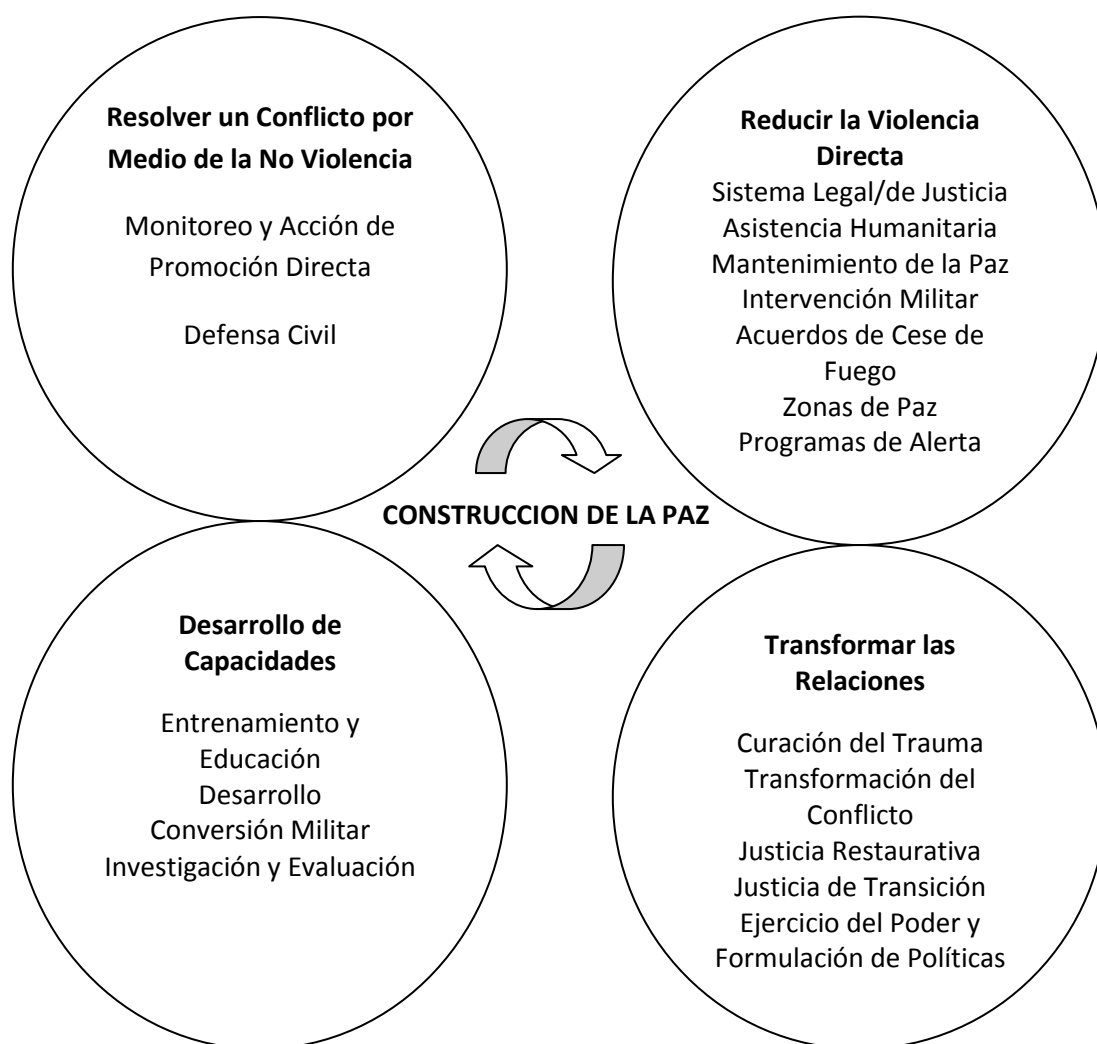 Resolver un Conflicto por
Medio de la No Violencia
Monitoreo y Acción de
Promoción Directa
Defensa Civil
Reducir la Violencia
Directa
Sistema Legal/de Justicia
Asistencia Humanitaria
Mantenimiento de la Paz
Intervención Militar
Acuerdos de Cese de
Fuego
Zonas de Paz
Programas de Alerta
CONSTRUCCION DE LA PAZ
Desarrollo de
Capacidades
Entrenamiento y
Educación
Desarrollo
Conversión Militar
Investigación y Evaluación
Transformar las
Relaciones
Curación del Trauma
Transformación del
Conflicto
Justicia Restaurativa
Justicia de Transición
Ejercicio del Poder y
Formulación de Políticas